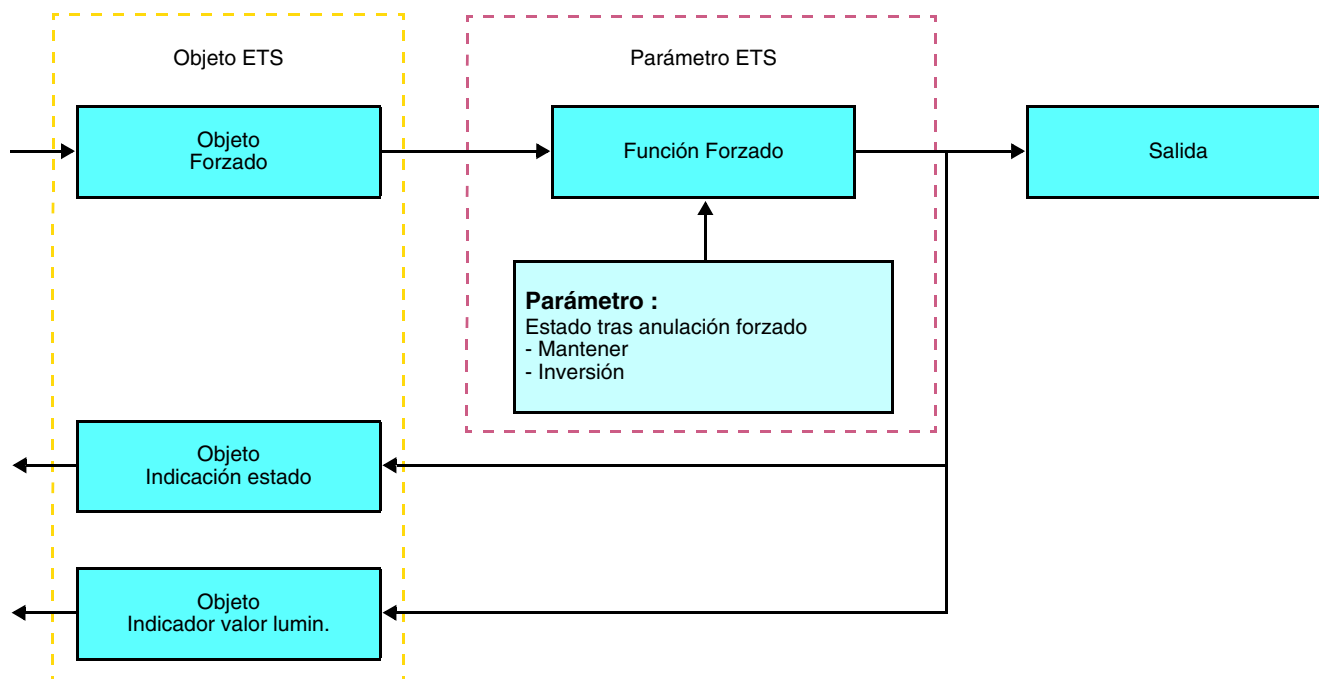 Objeto ETS
Parámetro ETS
Objeto
Forzado
Función Forzado
Salida
Parámetro :
Estado tras anulación forzado
- Mantener
- Inversión
Objeto
Indicación estado
Objeto
Indicador valor lumin.